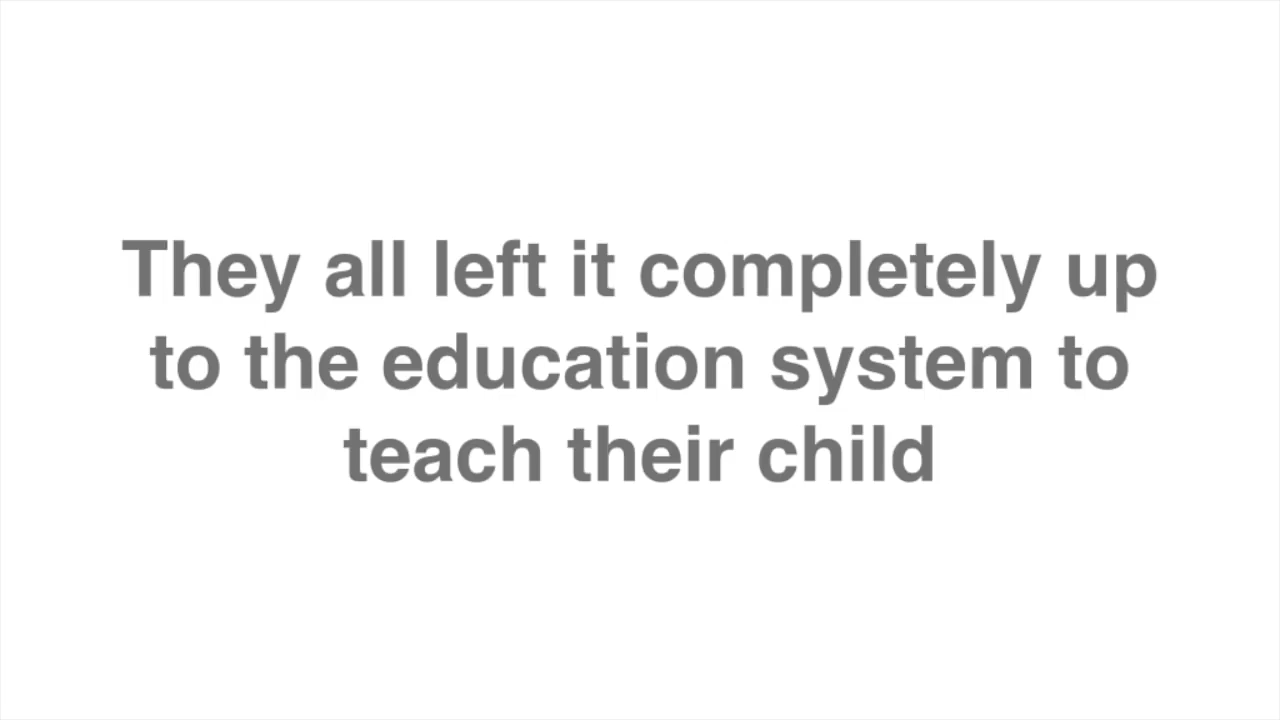 They all left it completely up
to the education system to
teach their child